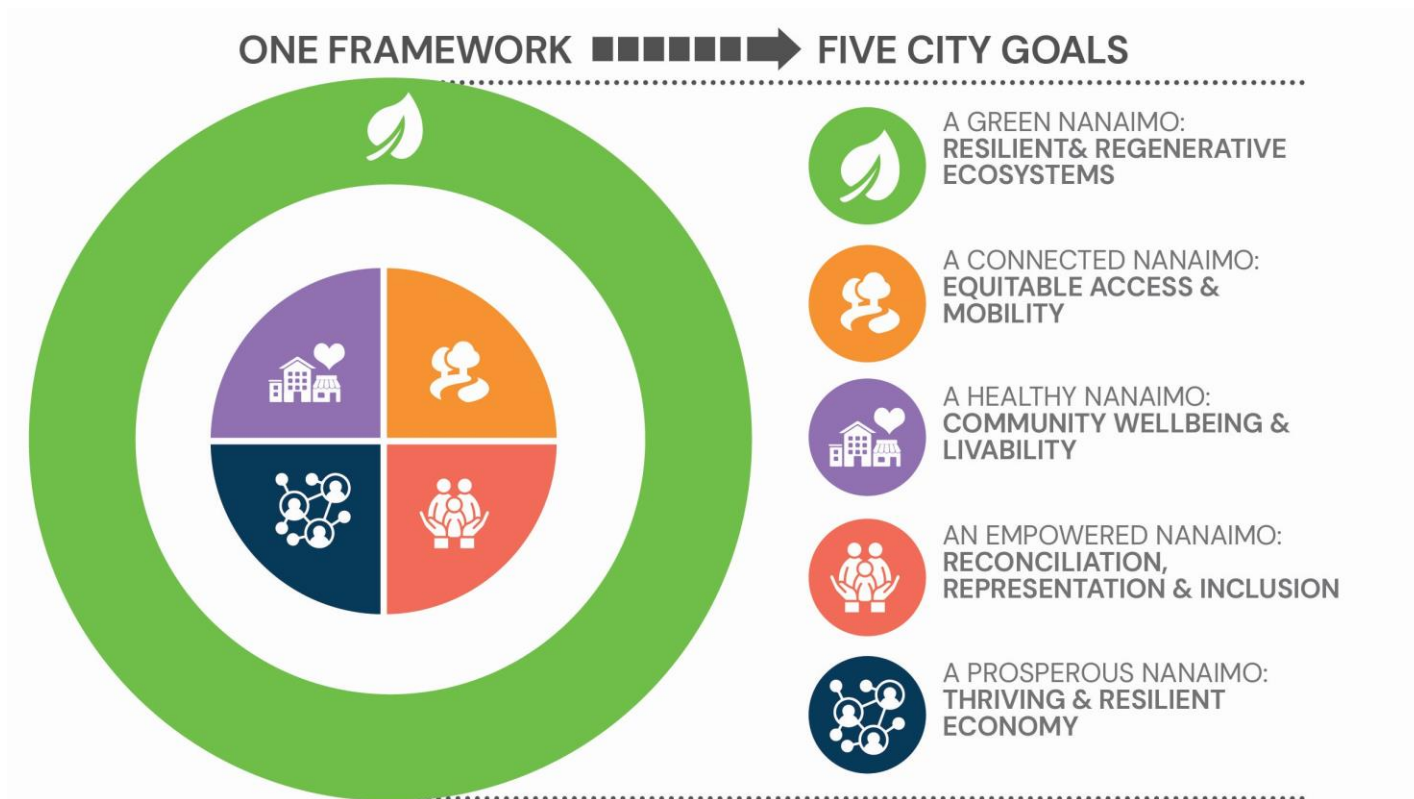 ONE FRAMEWORK
FIVE CITY GOALS
A GREEN NANAIMO:
RESILIENT& REGENERATIVE
ECOSYSTEMS
A CONNECTED NANAIMO:
EQUITABLE ACCESS &
MOBILITY
A HEALTHY NANAIMO:
COMMUNITY WELLBEING &
LIVABILITY
AN EMPOWERED NANAIMO:
RECONCILIATION,
REPRESENTATION & INCLUSION
A PROSPEROUS NANAIMO:
THRIVING & RESILIENT
ECONOMY